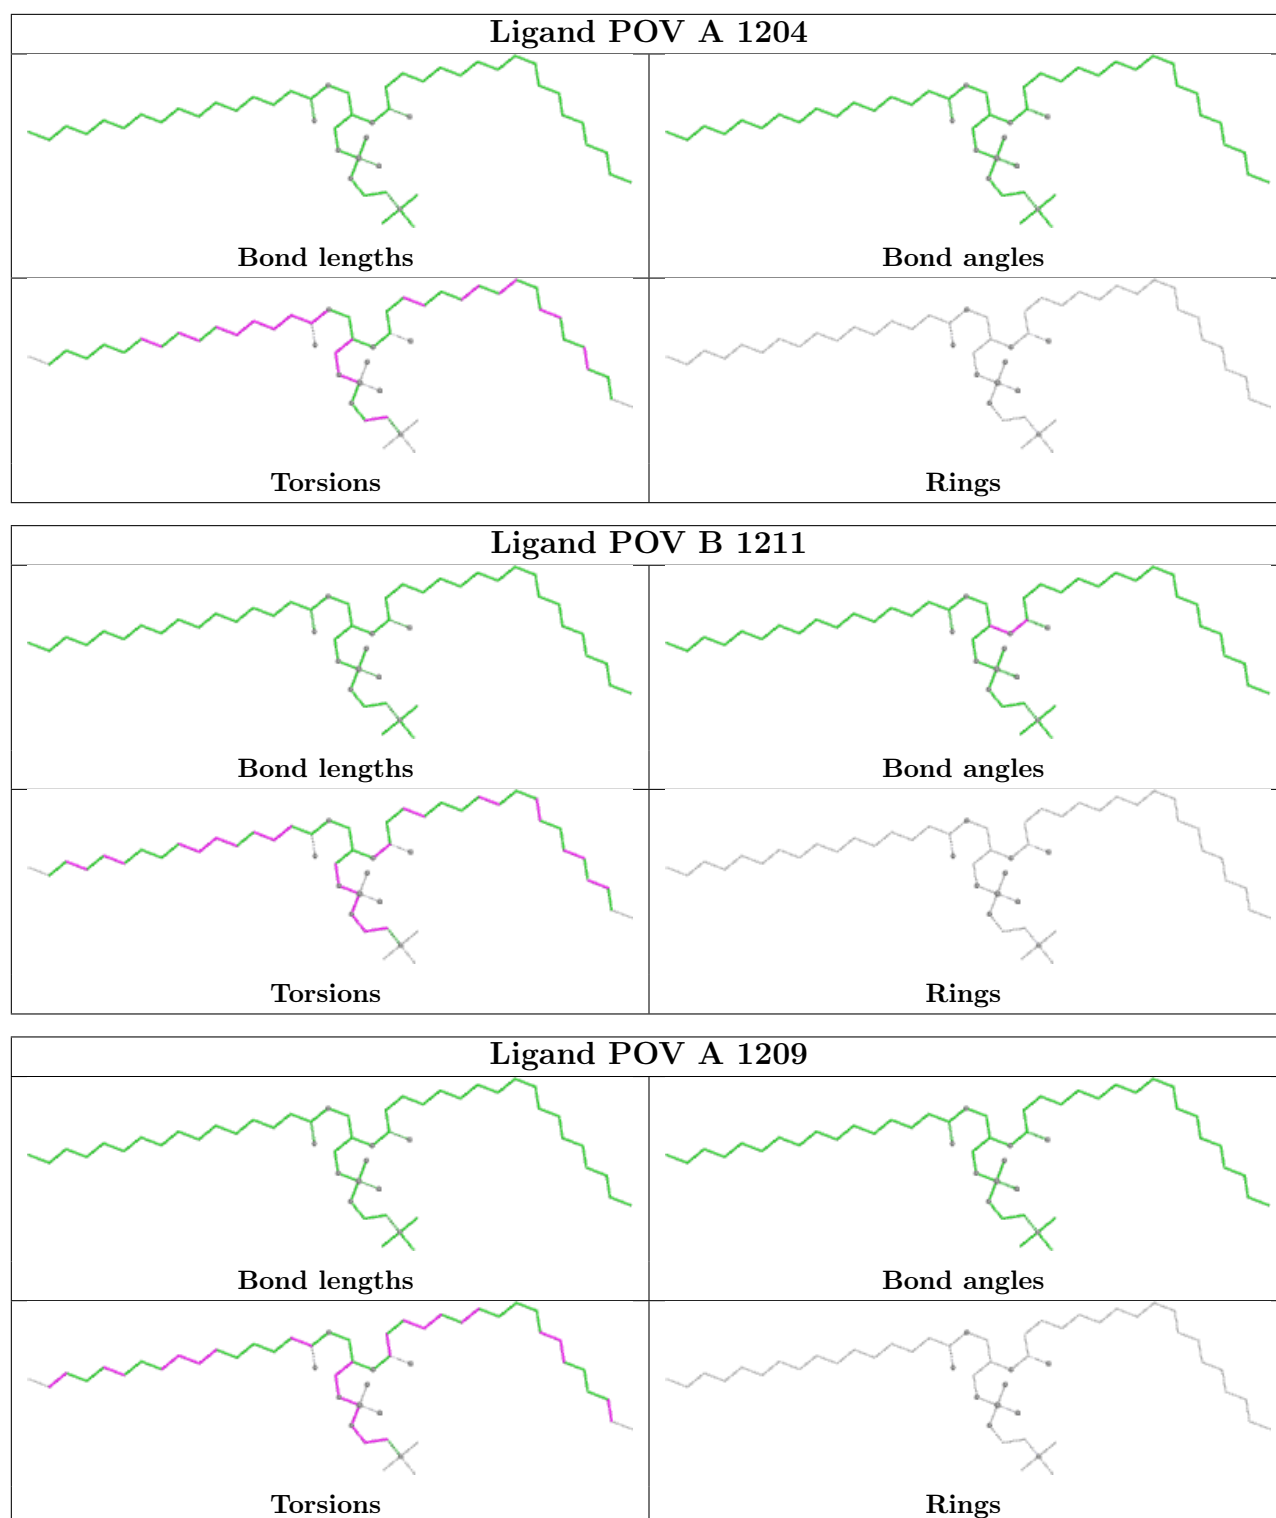 Ligand POV A 1204
Bond lengths
Bond angles
Torsions
Rings
Ligand POV B 1211
Bond lengths
Bond angles
Torsions
Rings
Ligand POV A 1209
Bond lengths
Bond angles
Torsions
Rings